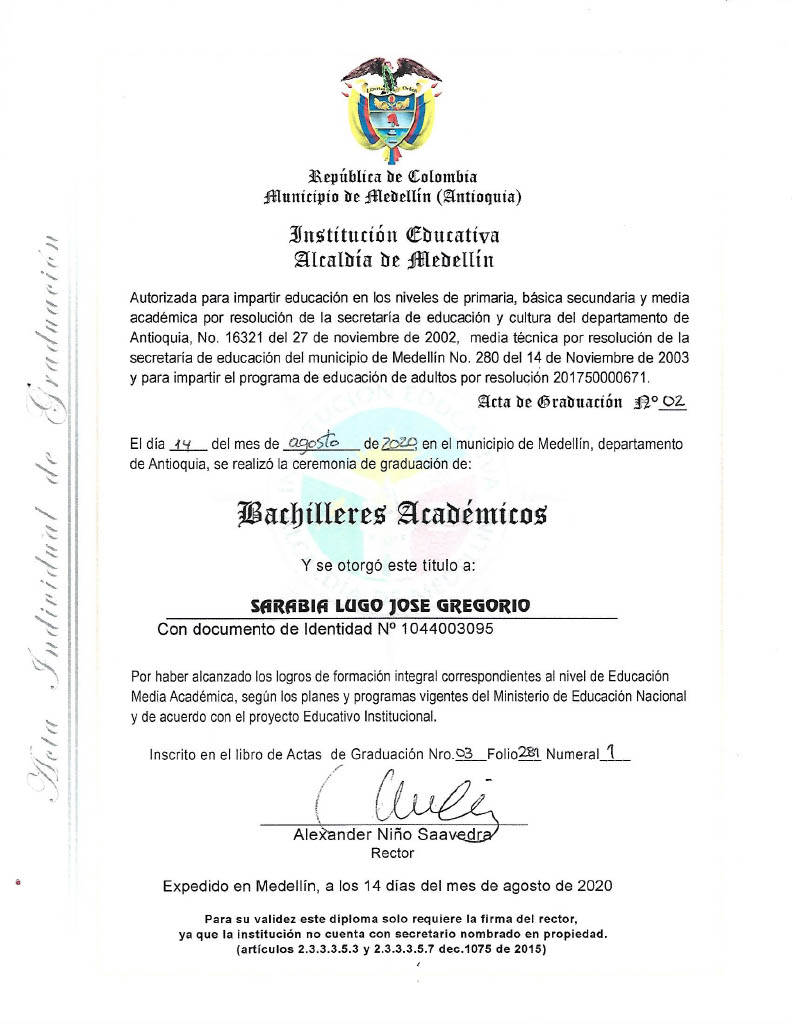 República de Colombia
Municipio de Medellín (Antioquia)
Institución Educativa
Alcaldía de Medellín
Autorizada para impartir educación en los niveles de primaria, básica secundaria y media
académica por resolución de la secretaría de educación y cultura del departamento de
Antioquia, No. 16321 del 27 de noviembre de 2002, media técnica por resolución de la
secretaría de educación del municipio de Medellín No. 280 del 14 de Noviembre de 2003
y para impartir el programa de educación de adultos por resolución 201750000671.
Acta de Graduación Nº 02
El día 14 del mes de agosto de 2020, en el municipio de Medellín, departamento
de Antioquia, se realizó la ceremonia de graduación de:
Bachilleres Académicos
Y se otorgó este título a:
SARABIA LUGO JOSE GREGORIO
Con documento de Identidad Nº 1044003095
Por haber alcanzado los logros de formación integral correspondientes al nivel de Educación
Media Académica, según los planes y programas vigentes del Ministerio de Educación Nacional
y de acuerdo con el proyecto Educativo Institucional.
Inscrito en el libro de Actas de Graduación Nro. 03 Folio 281 Numeral 1
Alexander Niño Saavedra
Rector
Expedido en Medellín, a los 14 días del mes de agosto de 2020
Para su validez este diploma solo requiere la firma del rector,
ya que la institución no cuenta con secretario nombrado en propiedad.
(artículos 2.3.3.3.5.3 y 2.3.3.3.5.7 dec.1075 de 2015)
Acta Individual de Graduación